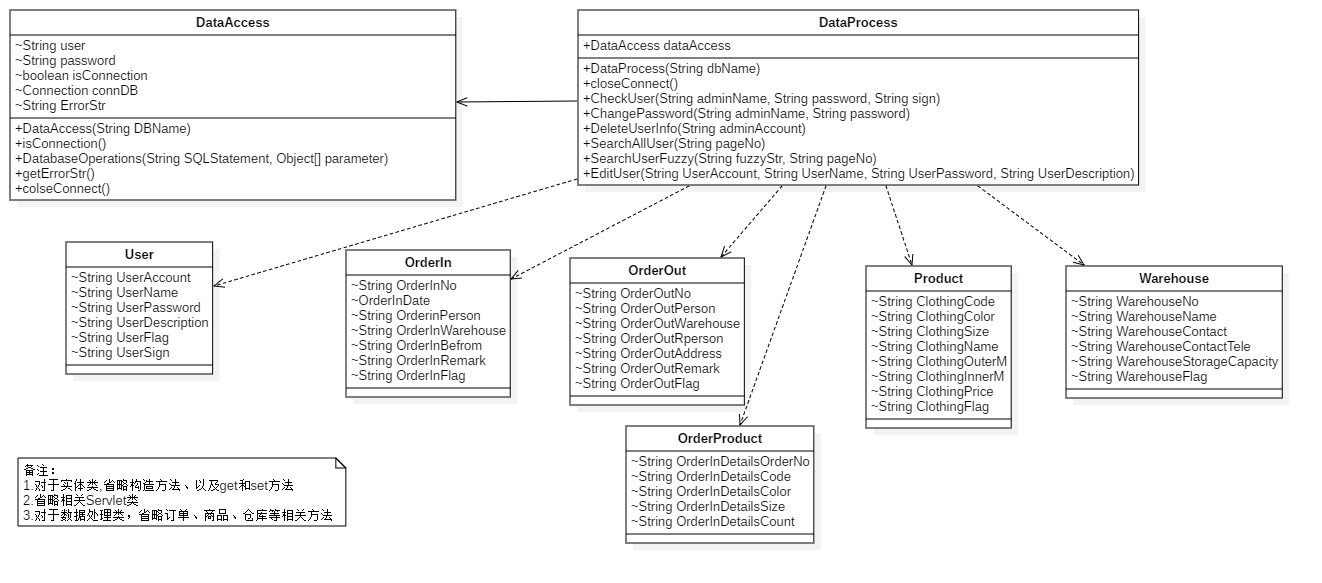 DataAccess
~String user
~String password
~boolean isConnection
~Connection connDB
~String ErrorStr
+DataAccess(String DBName)
+isConnection()
+DatabaseOperations(String SQLStatement, Object[] parameter)
+getErrorStr()
+colseConnect()
DataProcess
+DataAccess dataAccess
+DataProcess(String dbName)
+closeConnect()
+CheckUser(String adminName, String password, String sign)
+ChangePassword(String adminName, String password)
+DeleteUserInfo(String adminAccount)
+SearchAllUser(String pageNo)
+SearchUserFuzzy(String fuzzyStr, String pageNo)
+EditUser(String UserAccount, String UserName, String UserPassword, String UserDescription)
User
~String UserAccount
~String UserName
~String UserPassword
~String UserDescription
~String UserFlag
~String UserSign
OrderIn
~String OrderInNo
~OrderInDate
~String OrderinPerson
~String OrderInWarehouse
~String OrderInBefrom
~String OrderInRemark
~String OrderInFlag
OrderOut
~String OrderOutNo
~String OrderOutPerson
~String OrderOutWarehouse
~String OrderOutRperson
~String OrderOutAddress
~String OrderOutRemark
~String OrderOutFlag
Product
~String ClothingCode
~String ClothingColor
~String ClothingSize
~String ClothingName
~String ClothingOuterM
~String ClothingInnerM
~String ClothingPrice
~String ClothingFlag
Warehouse
~String WarehouseNo
~String WarehouseName
~String WarehouseContact
~String WarehouseContactTele
~String WarehouseStorageCapacity
~String WarehouseFlag
OrderProduct
~String OrderInDetailsOrderNo
~String OrderInDetailsCode
~String OrderInDetailsColor
~String OrderInDetailsSize
~String OrderInDetailsCount
备注：
1.对于实体类,省略构造方法、以及get和set方法
2.省略相关Servlet类
3.对于数据处理类，省略订单、商品、仓库等相关方法